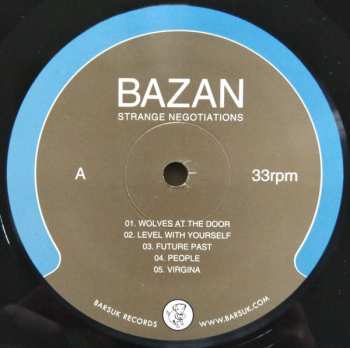 BAZAN
STRANGE NEGOTIATIONS
A
33rpm
01. WOLVES AT THE DOOR
02. LEVEL WITH YOURSELF
03. FUTURE PAST
04. PEOPLE
05. VIRGINA
BARSUK RECORDS
WWW.BARSUK.COM